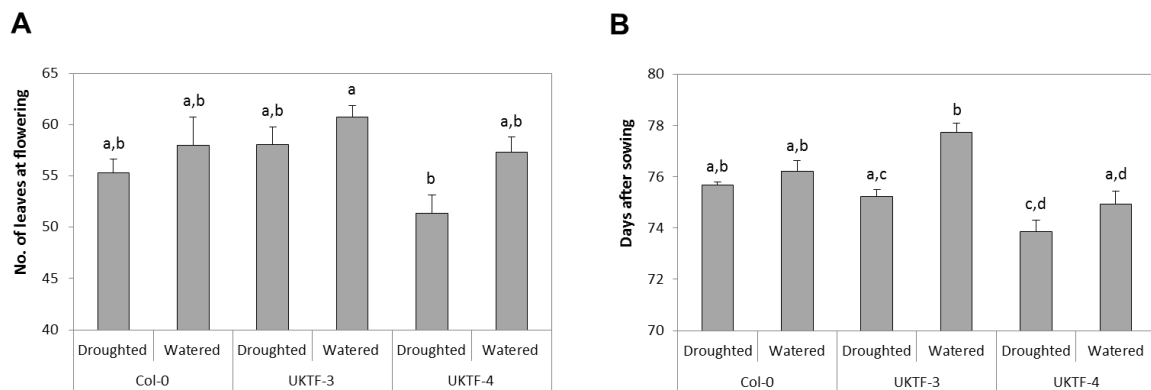 A
No. of leaves at flowering
65
60
55
50
45
40
a,b
a,b
a,b
a
b
a,b
Droughted Watered Droughted Watered Droughted Watered
Col-0 UKTF-3 UKTF-4
B
Days after sowing
80
78
76
74
72
70
a,b
a,b
a,c
b
c,d
a,d
Droughted Watered Droughted Watered Droughted Watered
Col-0 UKTF-3 UKTF-4